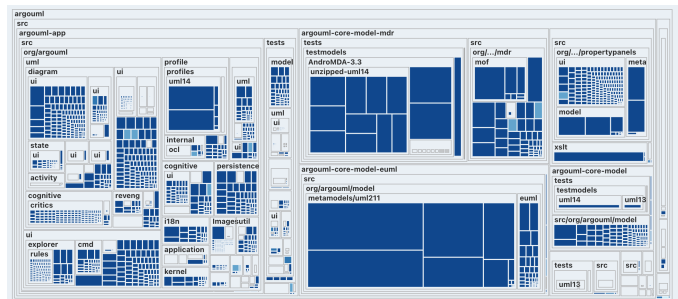 argouml
src
argouml-app
src
org/argouml
uml
diagram
ui
ui
state
ui
ui
ui
activity
cognitive
critics
ui
reveng
ui
explorer
rules
cmd
profile
profiles
uml14
internal
ocl
uml
ui
cognitive
ui
persistence
i18n
Imagesutil
application
kernel
tests
model
uml
ui
ui
argouml-core-model-mdr
tests
testmodels
AndroMDA-3.3
unzipped-uml14
src
org/.../mdr
mof
argouml-core-model-euml
src
org/argouml/model
metamodels/uml211
euml
src
org/.../propertypanels
ui
meta
model
xslt
argouml-core-model
tests
testmodels
uml14
uml13
src/org/argouml/model
tests
uml13
src
src